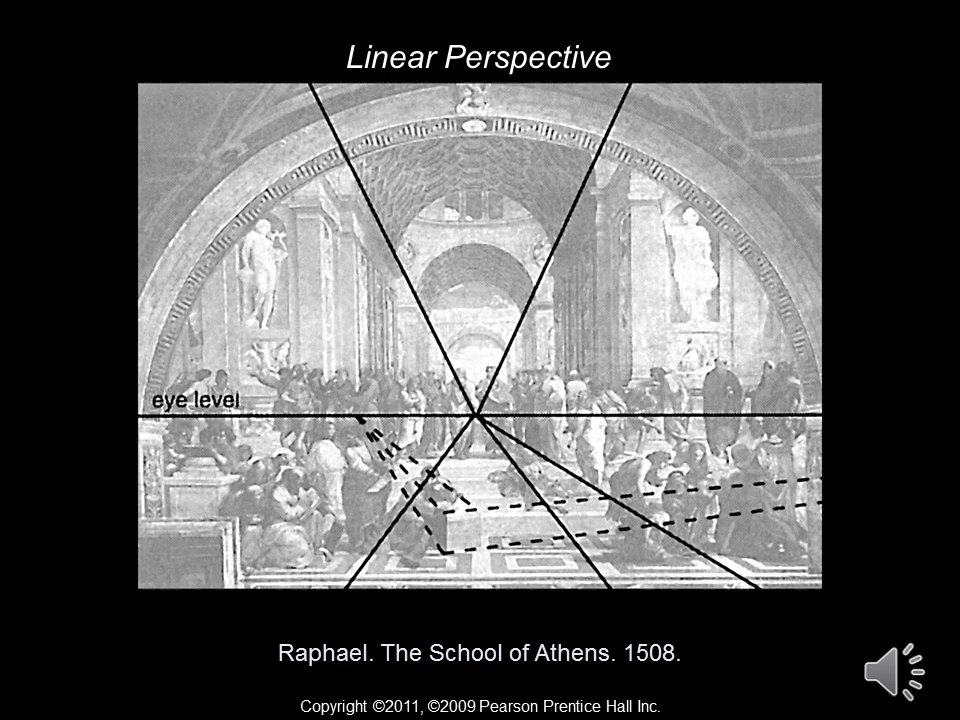 Linear Perspective
eye level
Raphael. The School of Athens. 1508.
Copyright ©2011, ©2009 Pearson Prentice Hall Inc.